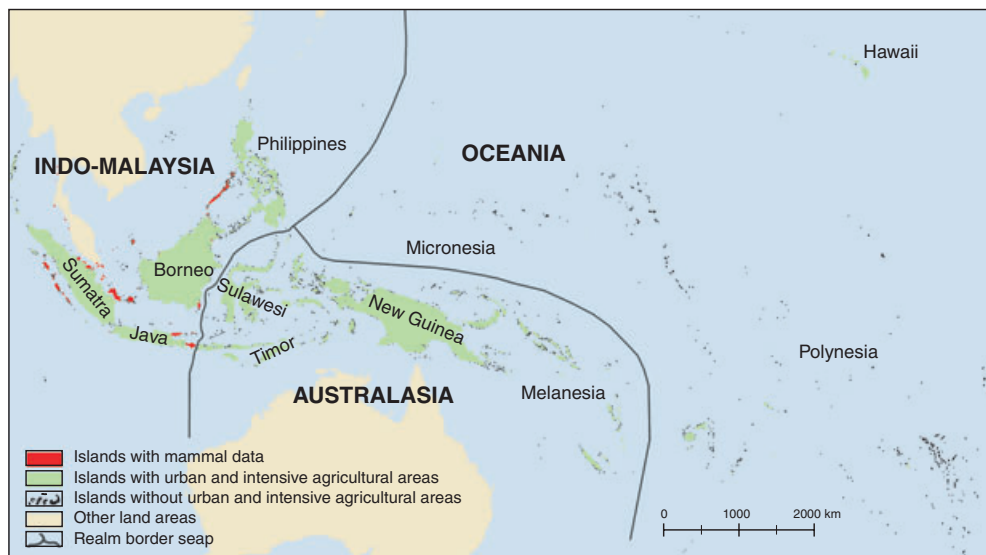 Hawaii
Philippines
OCEANIA
INDO-MALAYSIA
Micronesia
Borneo
Sumatra
Sulawesi
New Guinea
Java
Timor
Polynesia
AUSTRALASIA
Melanesia
Islands with mammal data
Islands with urban and intensive agricultural areas
Islands without urban and intensive agricultural areas
Other land areas
Realm border seap
0 1000 2000 km